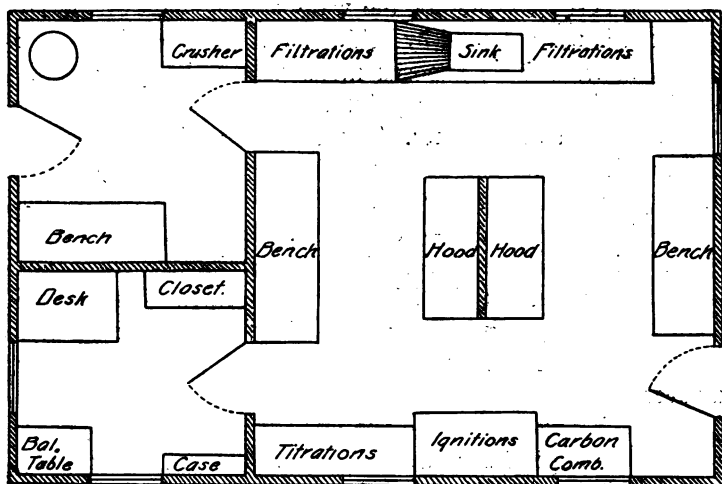 Crusher
Filtrations
Sink
Filtrations
Bench
Bench
Hood
Hood
Bench
Desk
Closet.
Bal.
Table
Case
Titrations
Ignitions
Carbon
Comb.